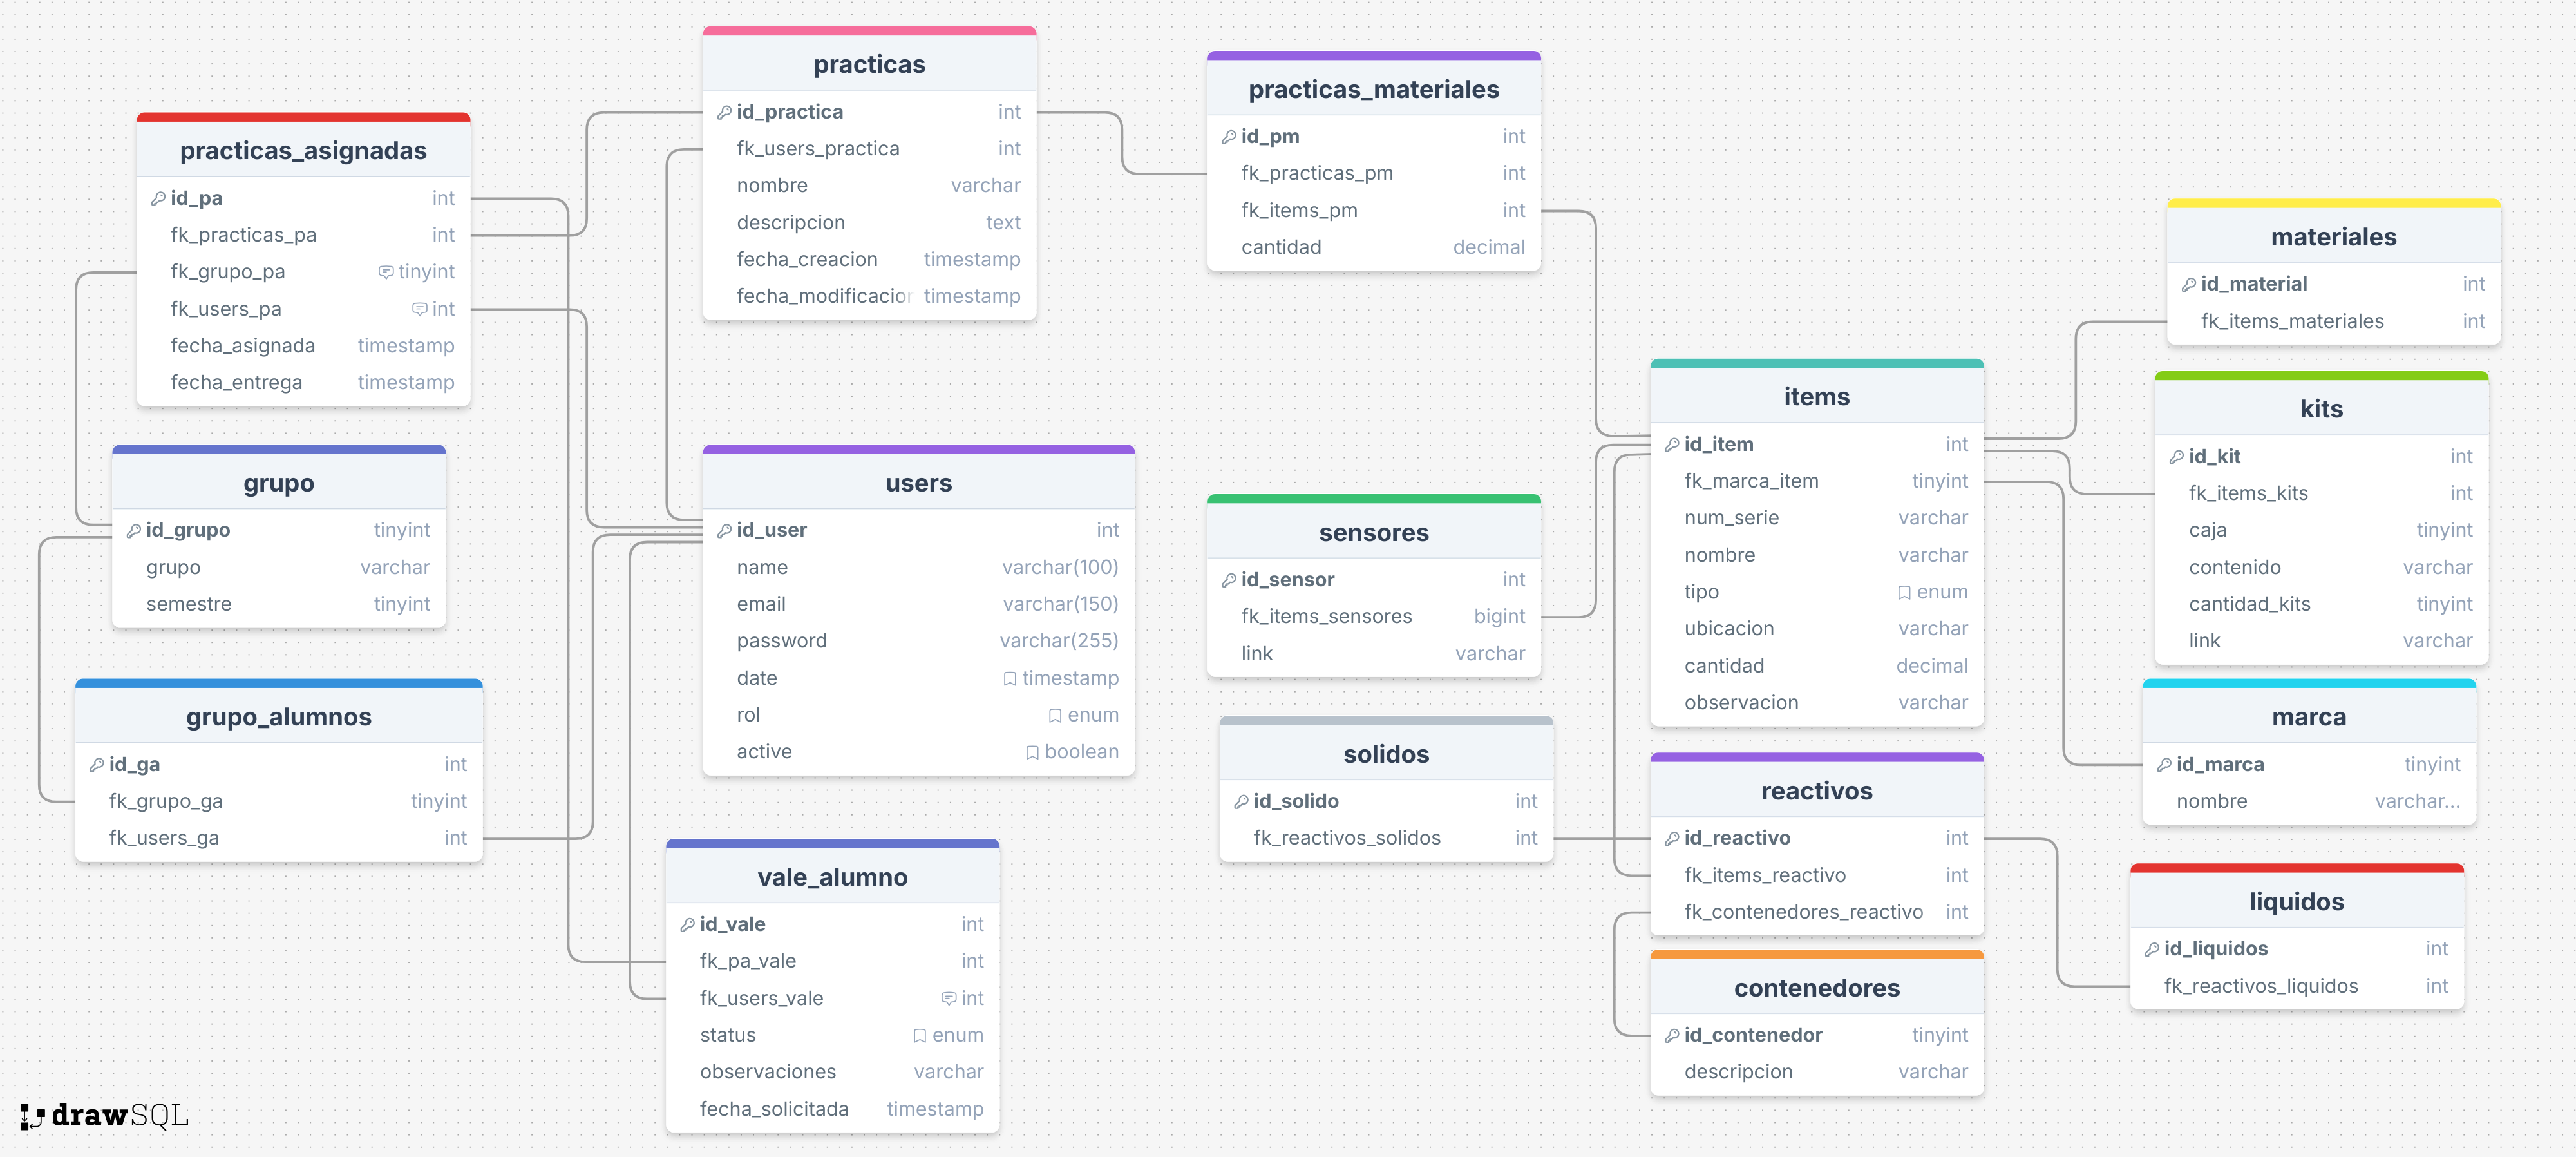 practicas
id_practica int
fk_users_practica int
nombre varchar
descripcion text
fecha_creacion timestamp
fecha_modificacion timestamp
practicas_materiales
id_pm int
fk_practicas_pm int
fk_items_pm int
cantidad decimal
practicas_asignadas
id_pa int
fk_practicas_pa int
fk_grupo_pa tinyint
fk_users_pa int
fecha_asignada timestamp
fecha_entrega timestamp
materiales
id_material int
fk_items_materiales int
items
id_item int
fk_marca_item tinyint
num_serie varchar
nombre varchar
tipo enum
ubicacion varchar
cantidad decimal
observacion varchar
kits
id_kit int
fk_items_kits int
caja tinyint
contenido varchar
cantidad_kits tinyint
link varchar
grupo
id_grupo tinyint
grupo varchar
semestre tinyint
users
id_user int
name varchar(100)
email varchar(150)
password varchar(255)
date timestamp
rol enum
active boolean
sensores
id_sensor int
fk_items_sensores bigint
link varchar
grupo_alumnos
id_ga int
fk_grupo_ga tinyint
fk_users_ga int
marca
id_marca tinyint
nombre varchar...
solidos
id_solido int
fk_reactivos_solidos int
reactivos
id_reactivo int
fk_items_reactivo int
fk_contenedores_reactivo int
vale_alumno
id_vale int
fk_pa_vale int
fk_users_vale int
status enum
observaciones varchar
fecha_solicitada timestamp
liquidos
id_liquidos int
fk_reactivos_liquidos int
contenedores
id_contenedor tinyint
descripcion varchar
drawSQL